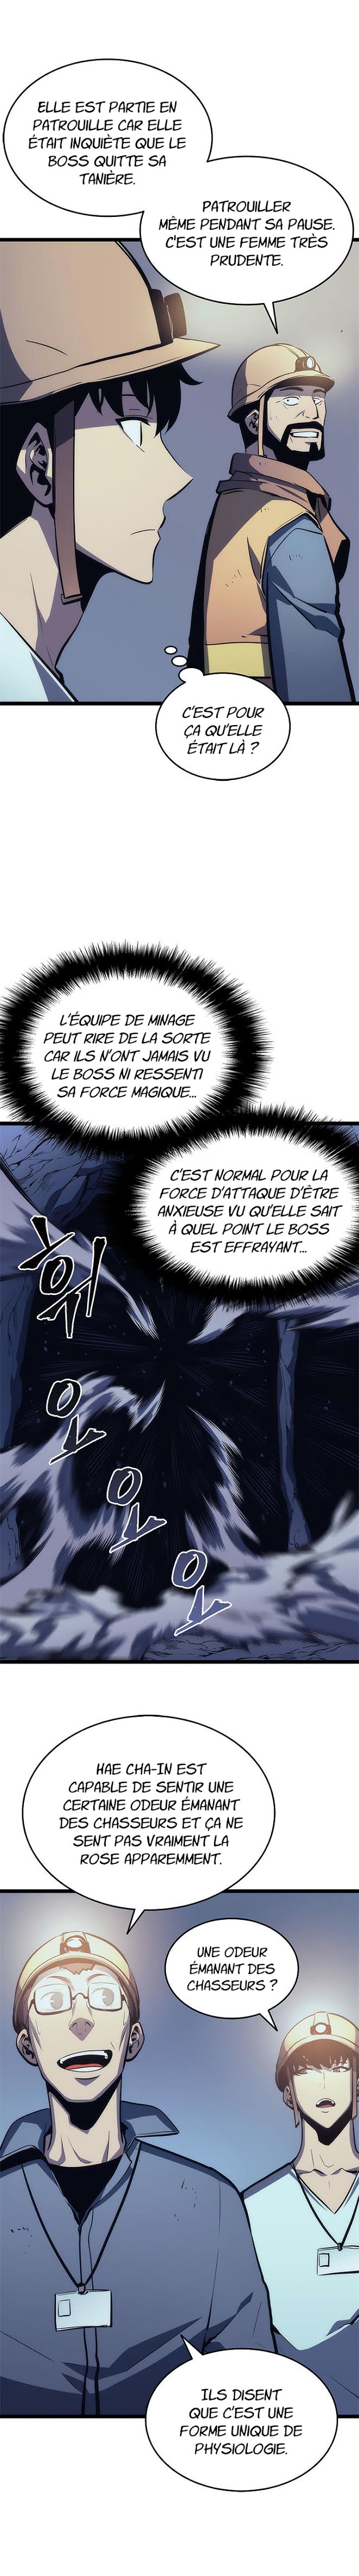 ELLE EST PARTIE EN
PATROUILLE CAR ELLE
ÉTAIT INQUIÈTE QUE LE
BOSS QUITTE SA
TANIÈRE.
PATROUILLER
MÊME PENDANT SA PAUSE.
C'EST UNE FEMME TRÈS
PRUDENTE.
C'EST POUR
ÇA QU'ELLE
ÉTAIT LÀ ?
L'ÉQUIPE DE MINAGE
PEUT RIRE DE LA SORTE
CAR ILS N'ONT JAMAIS VU
LE BOSS NI RESSENTI
SA FORCE MAGIQUE...
C'EST NORMAL POUR LA
FORCE D'ATTAQUE D'ÊTRE
ANXIEUSE VU QU'ELLE SAIT
À QUEL POINT LE BOSS
EST EFFRAYANT...
HAE CHA-IN EST
CAPABLE DE SENTIR UNE
CERTAINE ODEUR ÉMANANT
DES CHASSEURS ET ÇA NE
SENT PAS VRAIMENT LA
ROSE APPAREMMENT.
UNE ODEUR
ÉMANANT DES
CHASSEURS ?
ILS DISENT
QUE C'EST UNE
FORME UNIQUE DE
PHYSIOLOGIE.